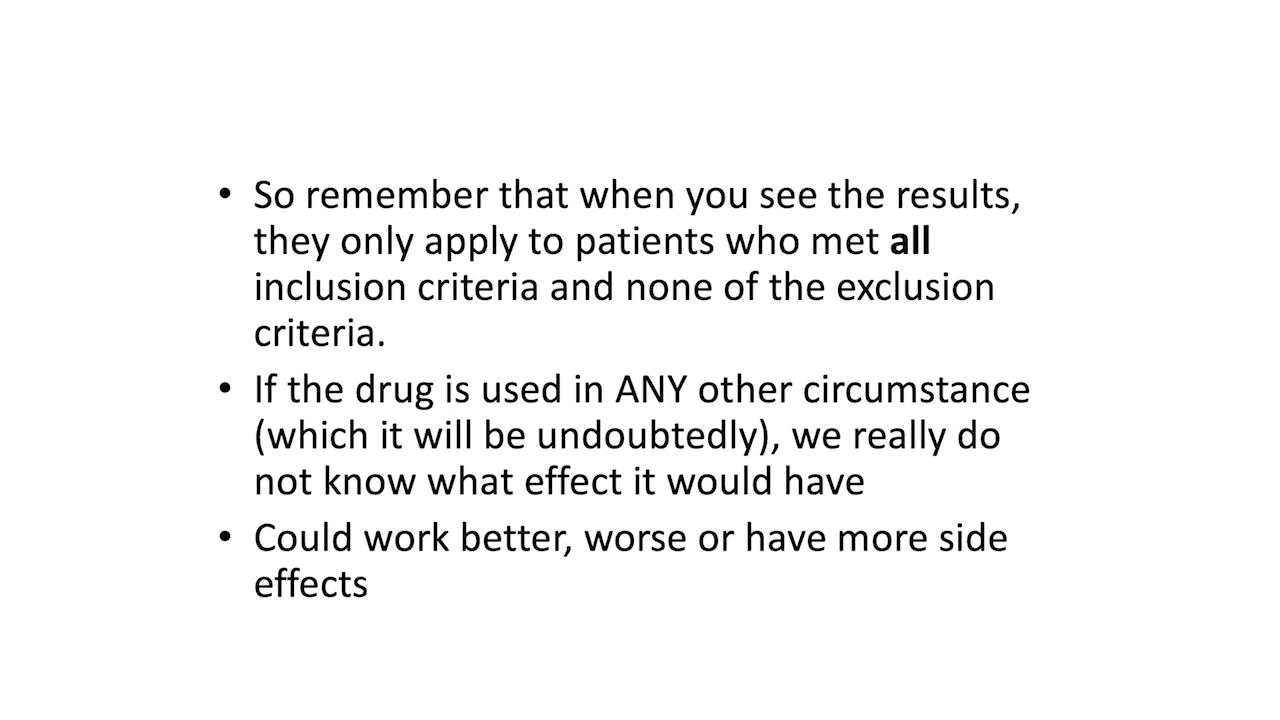 • So remember that when you see the results,
they only apply to patients who met all
inclusion criteria and none of the exclusion
criteria.
• If the drug is used in ANY other circumstance
(which it will be undoubtedly), we really do
not know what effect it would have
• Could work better, worse or have more side
effects